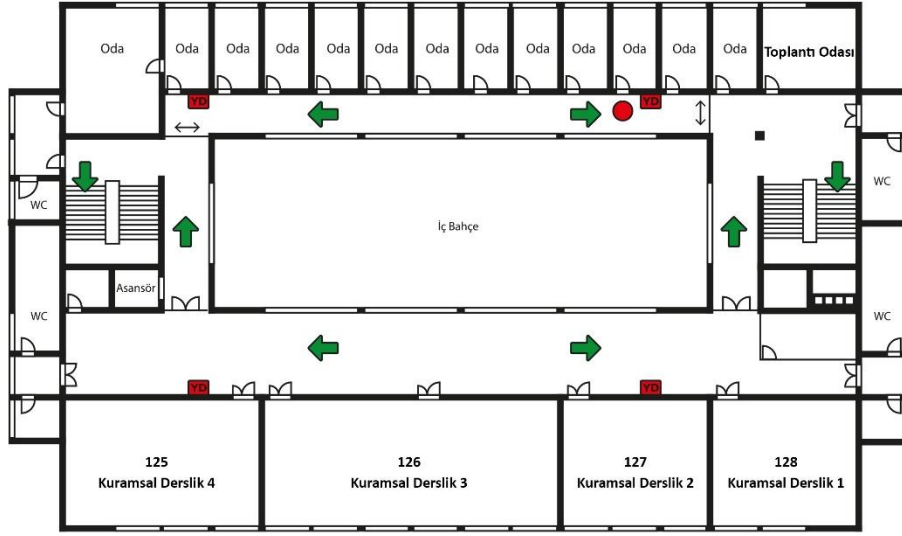 Oda
Oda
Oda
Oda
Oda
Oda
Oda
Oda
Oda
Oda
Oda
Oda
Oda
Toplantı Odası
YD
YD
WC
WC
İç Bahçe
Asansör
WC
WC
YD
YD
125
Kuramsal Derslik 4
126
Kuramsal Derslik 3
127
Kuramsal Derslik 2
128
Kuramsal Derslik 1